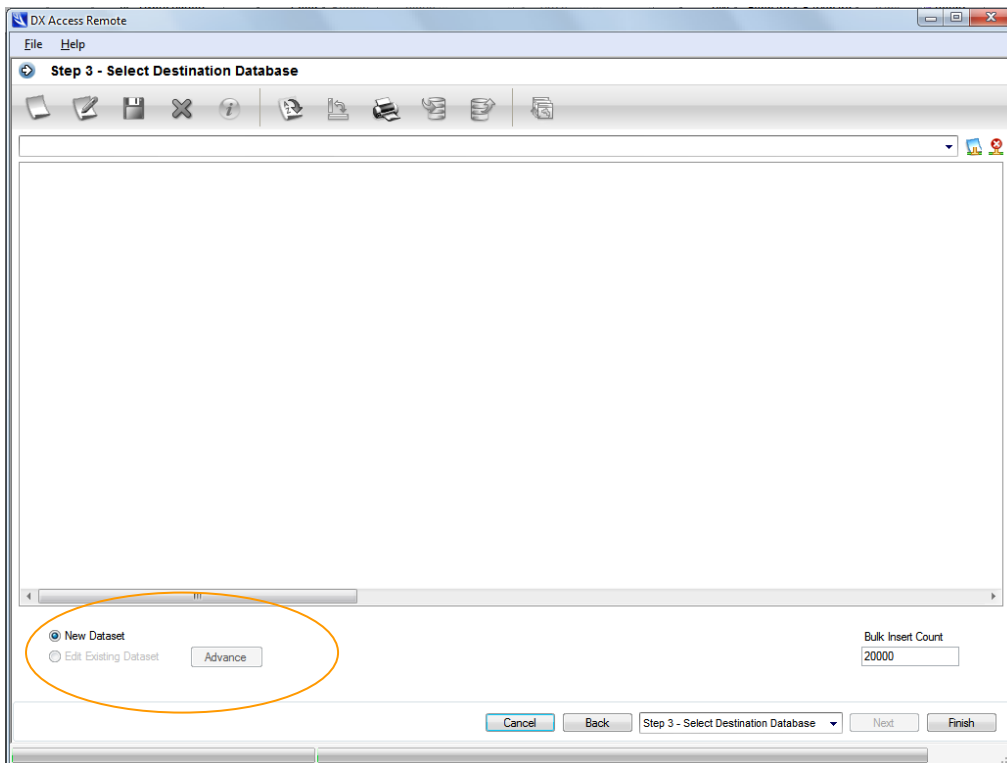 DX Access Remote
File Help
Step 3 - Select Destination Database
New Dataset
Edit Existing Dataset Advance
Bulk Insert Count
20000
Cancel Back Step 3 - Select Destination Database Next Finish